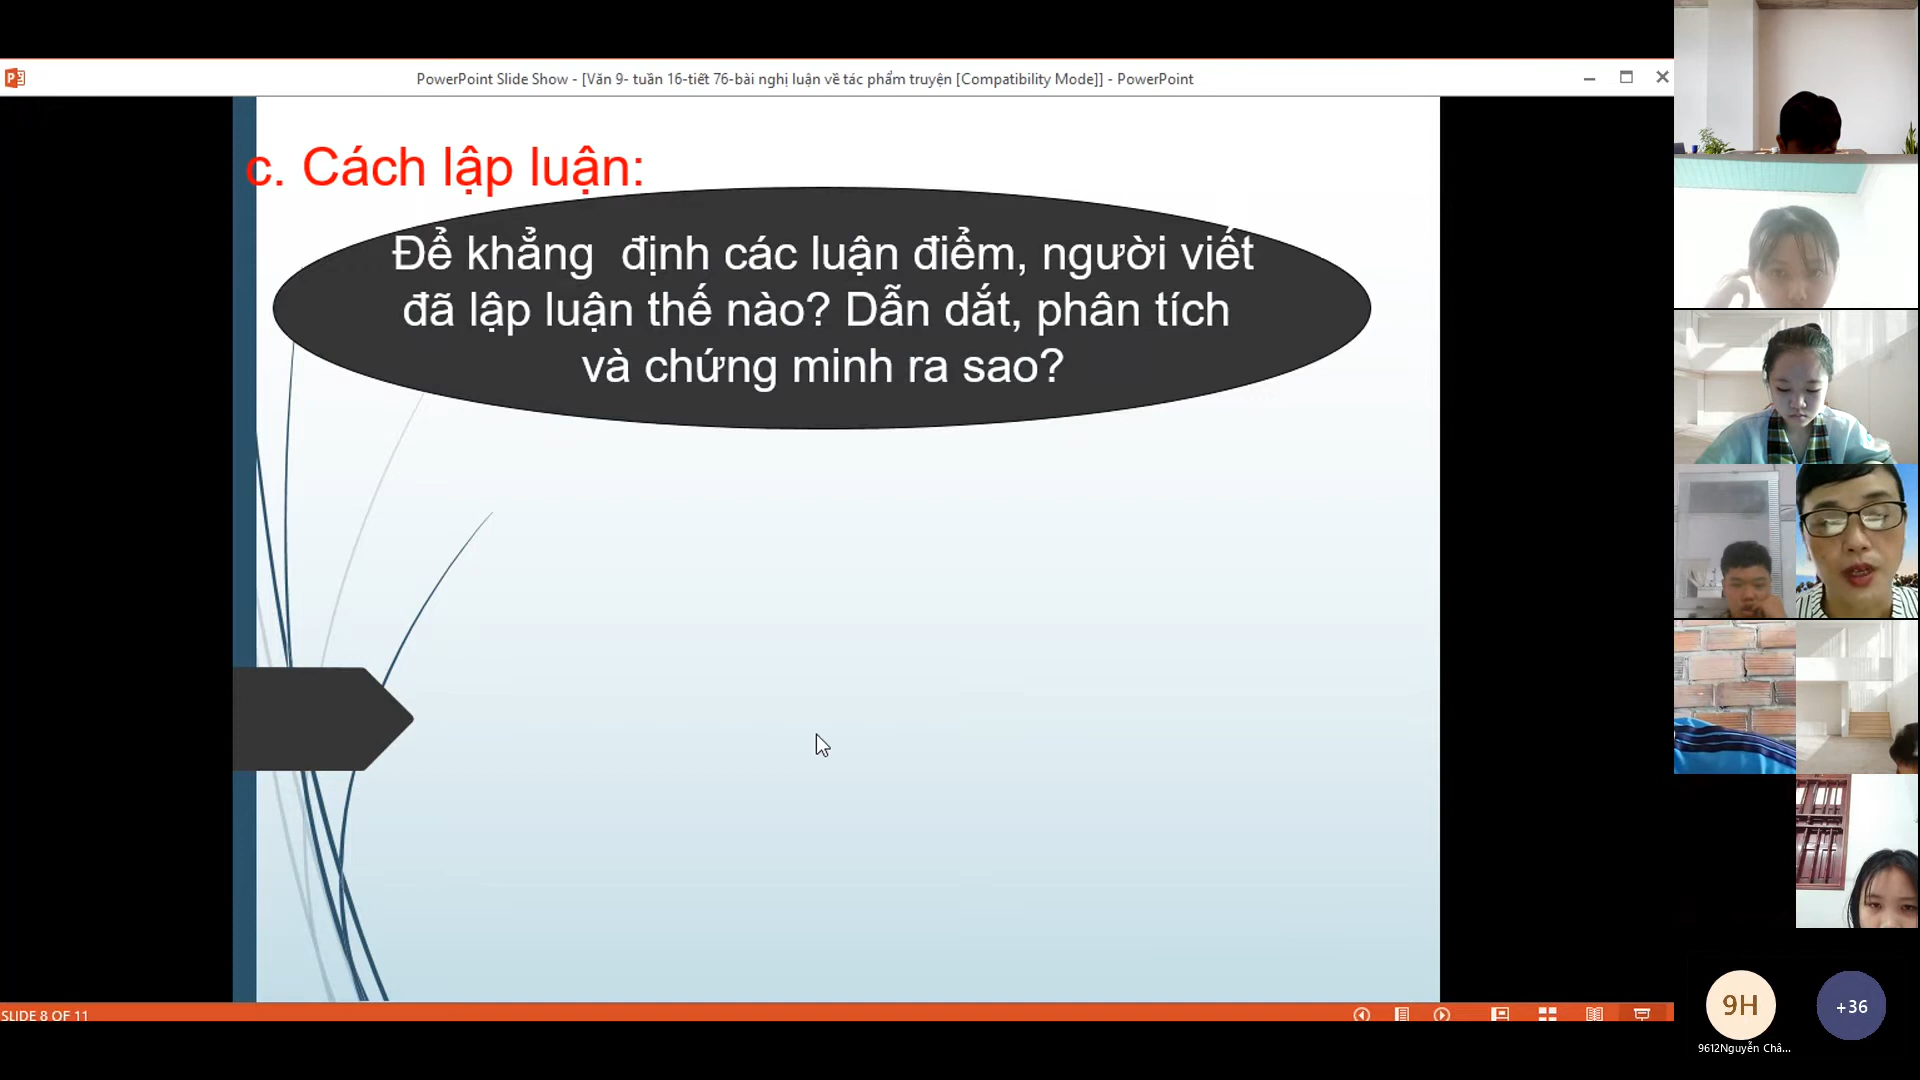 PowerPoint Slide Show - [Văn 9- tuần 16-tiết 76-bài nghị luận về tác phẩm truyện [Compatibility Mode]] - PowerPoint
c. Cách lập luận:
Để khẳng định các luận điểm, người viết
đã lập luận thế nào? Dẫn dắt, phân tích
và chứng minh ra sao?
SLIDE 8 OF 11
9H
+36
9612Nguyễn Châ...